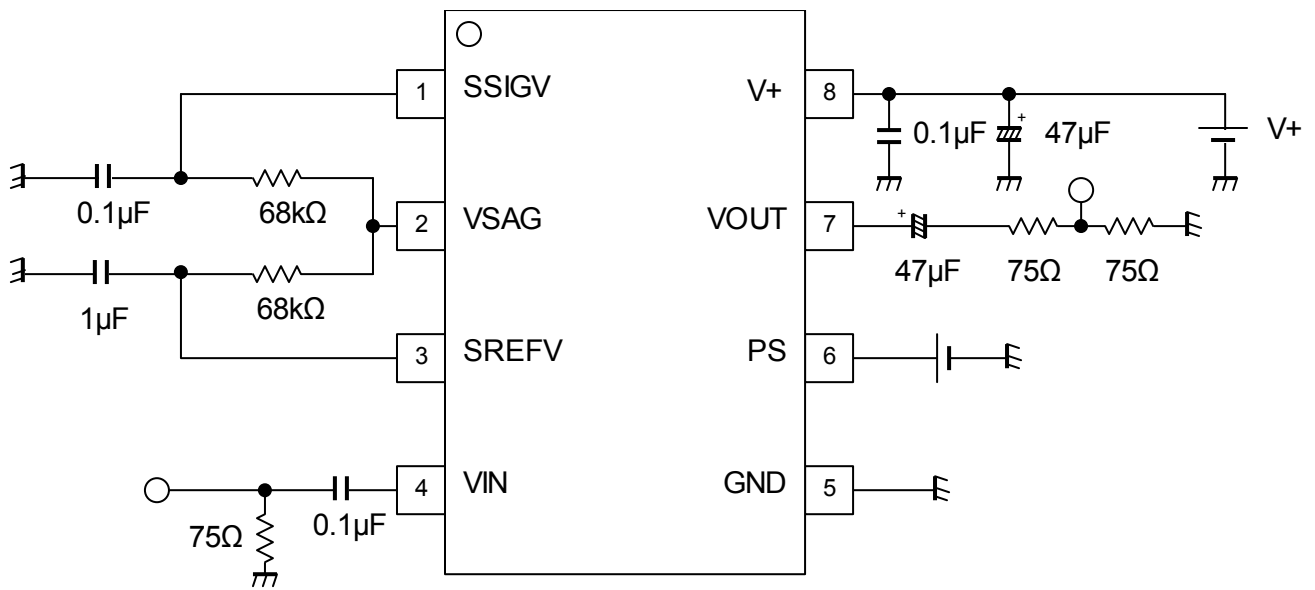 1 SSIGV V+ 8
0.1µF + 47µF V+
0.1µF 68kΩ
2 VSAG VOUT 7 +
47µF 75Ω 75Ω
1µF 68kΩ
3 SREFV PS 6
4 VIN GND 5
75Ω 0.1µF